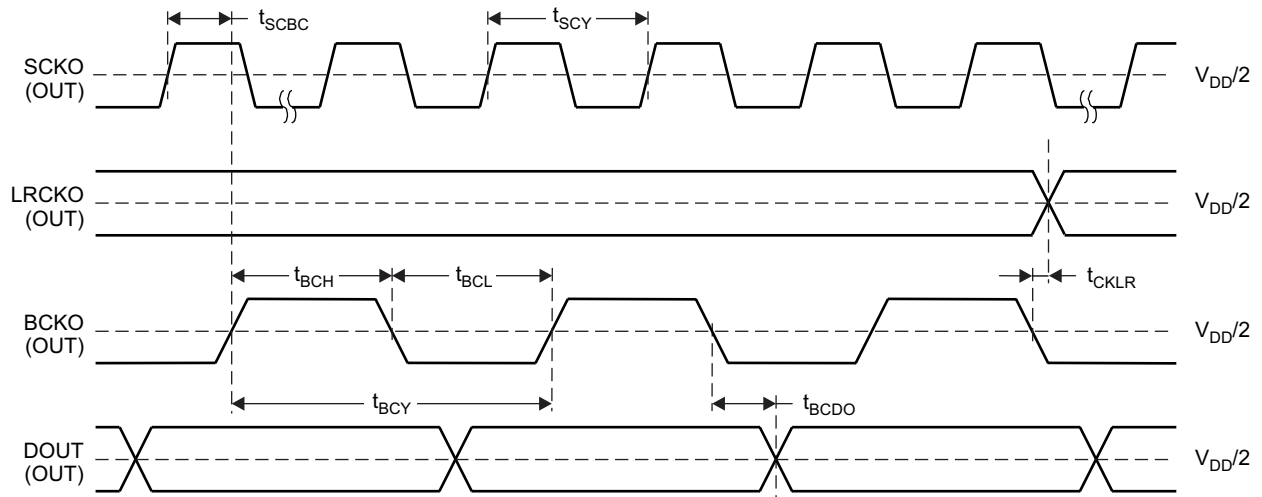 t_SCBC
t_SCY
SCKO
(OUT)
V_DD/2
LRCKO
(OUT)
V_DD/2
t_BCH
t_BCL
t_CKLR
BCKO
(OUT)
V_DD/2
t_BCY
t_BCDO
DOUT
(OUT)
V_DD/2